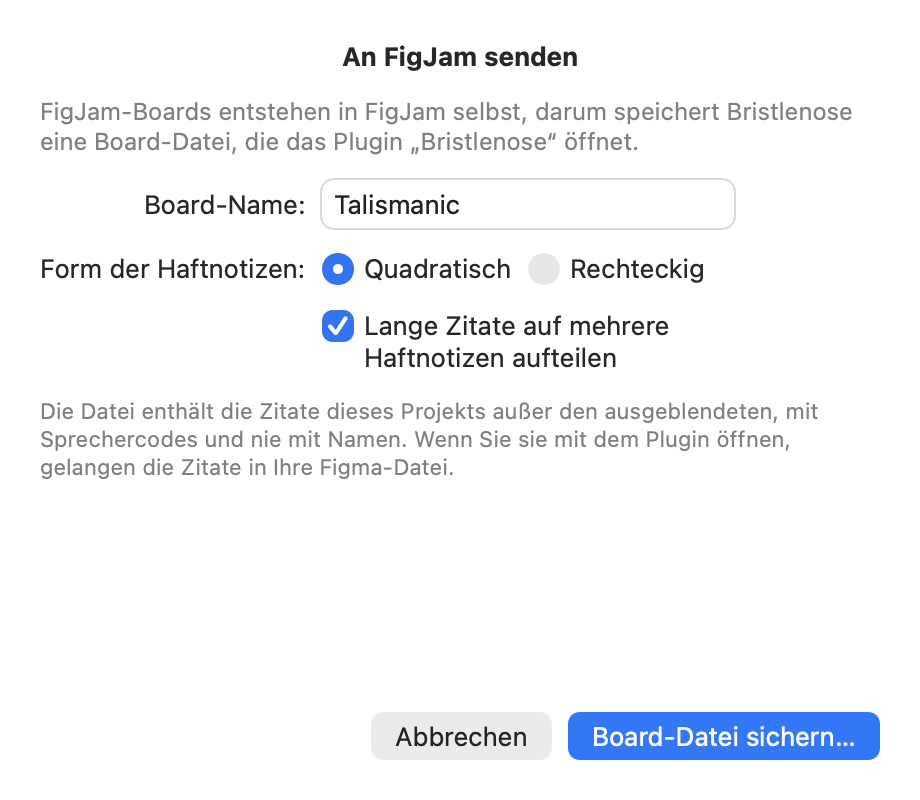 An FigJam senden
FigJam-Boards entstehen in FigJam selbst, darum speichert Bristlenose
eine Board-Datei, die das Plugin „Bristlenose“ öffnet.
Board-Name: Talismanic
Form der Haftnotizen: Quadratisch Rechteckig
Lange Zitate auf mehrere
Haftnotizen aufteilen
Die Datei enthält die Zitate dieses Projekts außer den ausgeblendeten, mit
Sprechercodes und nie mit Namen. Wenn Sie sie mit dem Plugin öffnen,
gelangen die Zitate in Ihre Figma-Datei.
Abbrechen Board-Datei sichern...